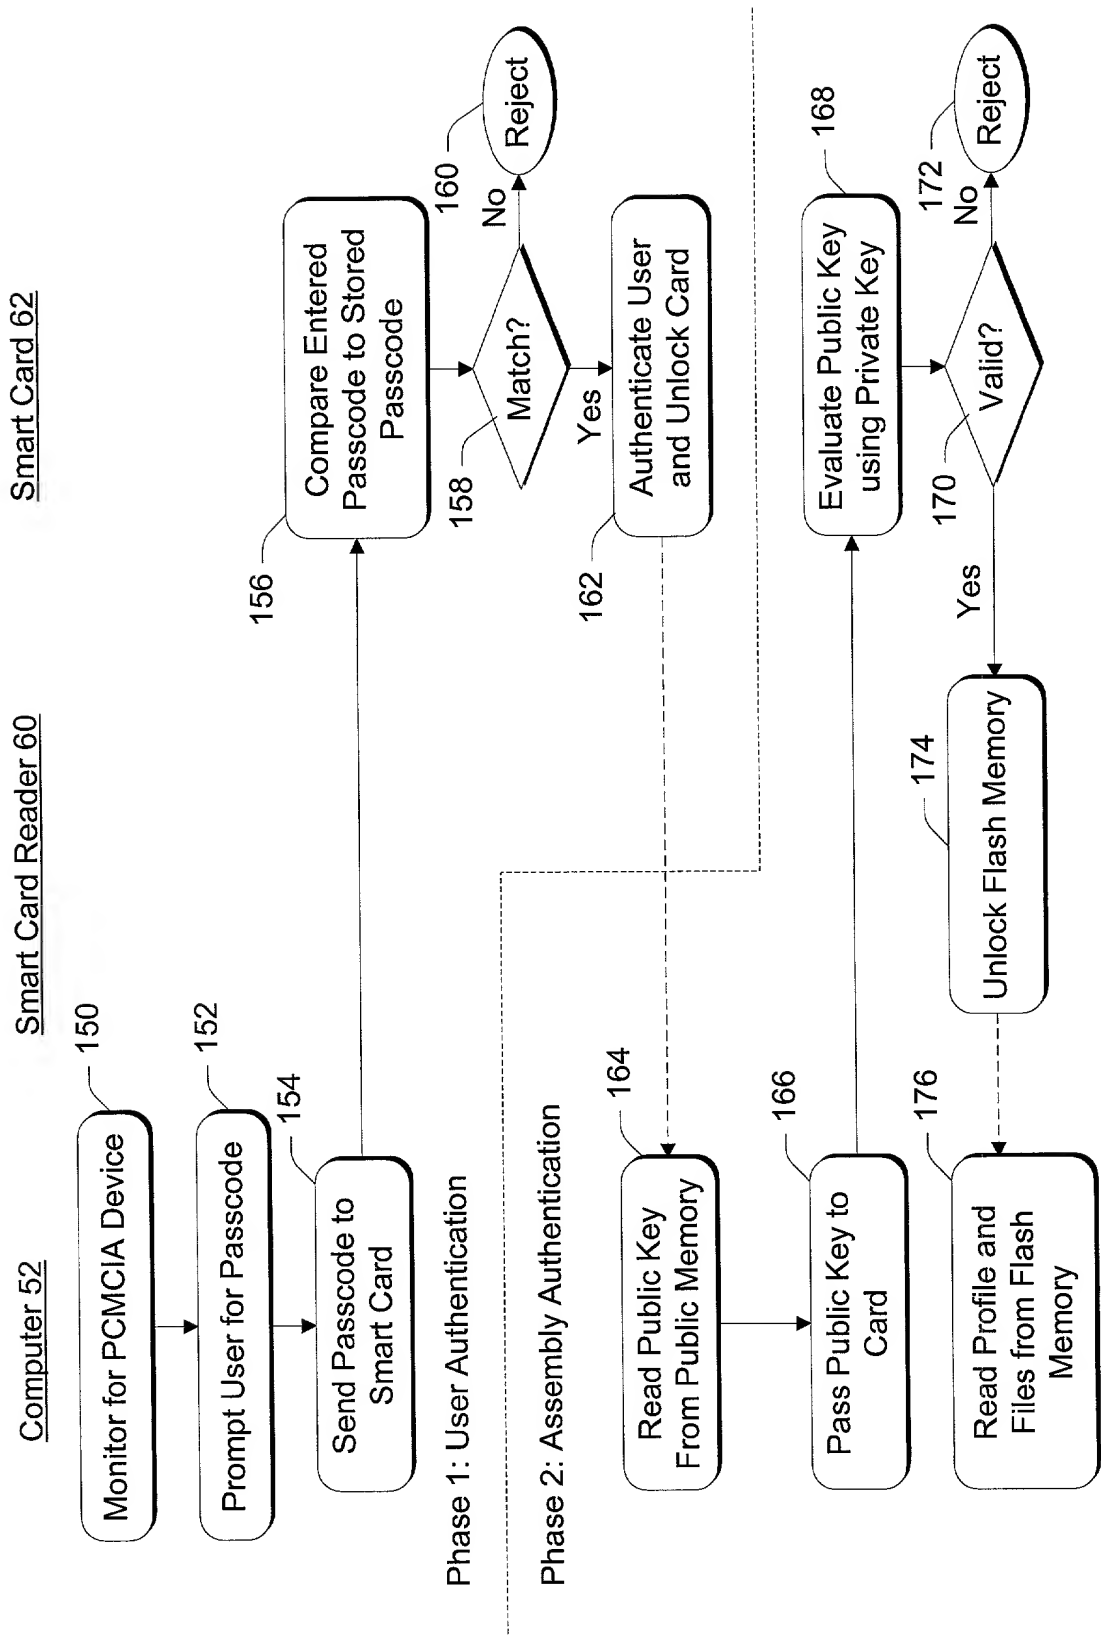 Computer 52
Smart Card Reader 60
Smart Card 62
150
Monitor for PCMCIA Device
152
Prompt User for Passcode
154
Send Passcode to
Smart Card
156
Compare Entered
Passcode to Stored
Passcode
158
Match?
No
160
Reject
Yes
162
Authenticate User
and Unlock Card
Phase 1: User Authentication
Phase 2: Assembly Authentication
164
Read Public Key
From Public Memory
166
Pass Public Key to
Card
168
Evaluate Public Key
using Private Key
170
Valid?
No
172
Reject
Yes
174
Unlock Flash Memory
176
Read Profile and
Files from Flash
Memory